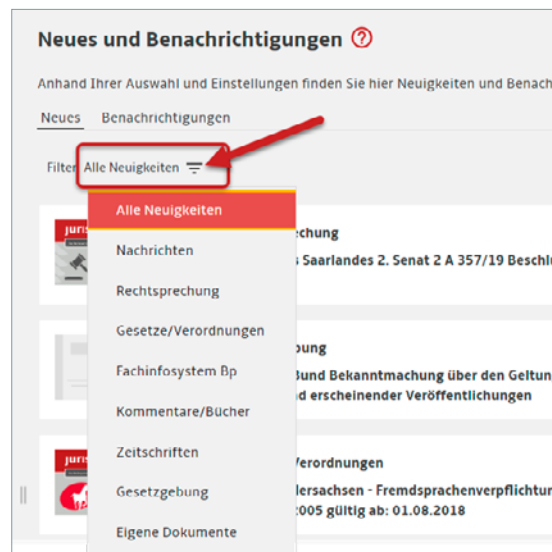 Neues und Benachrichtigungen ?
Anhand Ihrer Auswahl und Einstellungen finden Sie hier Neuigkeiten und Benach
Neues Benachrichtigungen
Filter Alle Neuigkeiten
Alle Neuigkeiten
Nachrichten
Rechtsprechung
Gesetze/Verordnungen
Fachinfosystem Bp
Kommentare/Bücher
Zeitschriften
Gesetzgebung
Eigene Dokumente
juris
echung
Saarlandes 2. Senat 2 A 357/19 Beschlu
bung
Bund Bekanntmachung über den Geltun
d erscheinender Veröffentlichungen
juris
Verordnungen
dersachsen - Fremdsprachenverpflichtur
2005 gültig ab: 01.08.2018